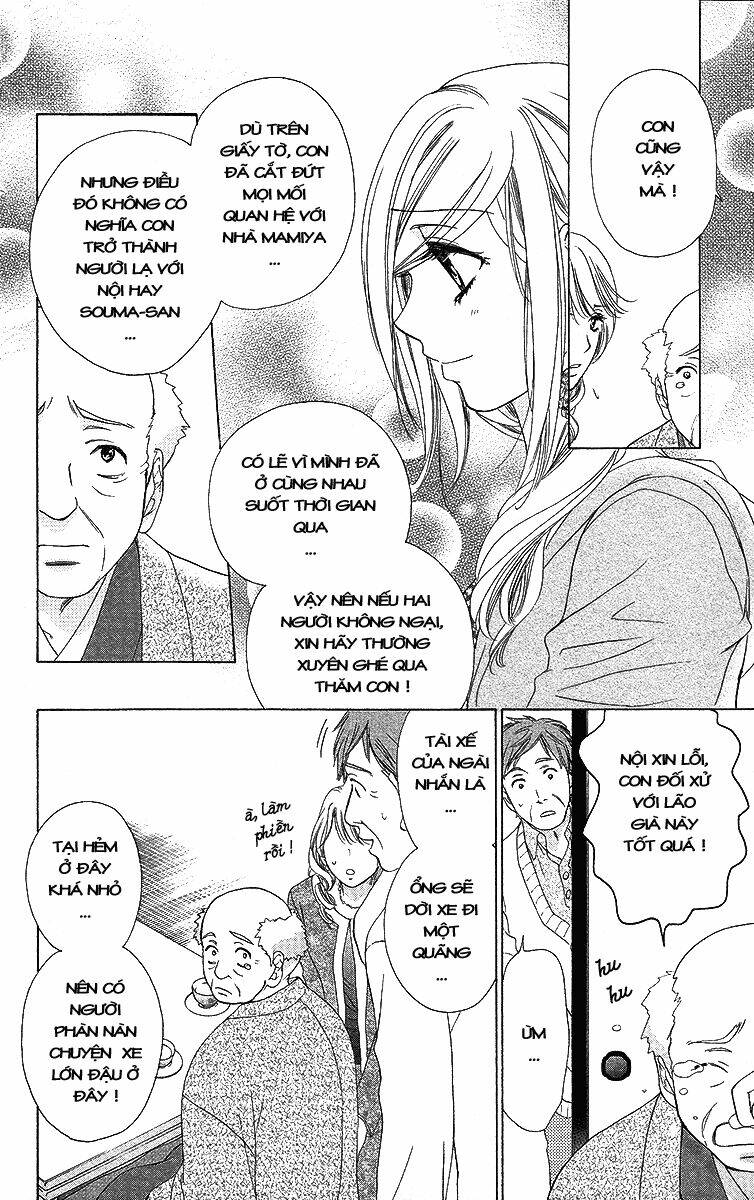 CON
CŨNG
VẬY
MÀ !
DÙ TRÊN
GIẤY TỜ, CON
ĐÃ CẮT ĐỨT
MỌI MỐI
QUAN HỆ VỚI
NHÀ MAMIYA
...
NHƯNG ĐIỀU
ĐÓ KHÔNG CÓ
NGHĨA CON
TRỞ THÀNH
NGƯỜI LẠ VỚI
NỘI HAY
SOUMA-SAN
...
CÓ LẼ VÌ MÌNH ĐÃ
Ở CÙNG NHAU
SUỐT THỜI GIAN
QUA
...
VẬY NÊN NẾU HAI
NGƯỜI KHÔNG NGẠI,
XIN HÃY THƯỜNG
XUYÊN GHÉ QUA
THĂM CON !
NỘI XIN LỖI,
CON ĐỐI XỬ
VỚI LÃO
GIÀ NÀY
TỐT QUÁ !
hu
hu
ỪM
...
TÀI XẾ
CỦA NGÀI
NHẮN LÀ
...
ỔNG SẼ
DỜI XE ĐI
MỘT
QUÃNG
...
à, làm
phiền
rồi !
TẠI HẺM
Ở ĐÂY
KHÁ NHỎ
...
NÊN CÓ
NGƯỜI
PHÀN NÀN
CHUYỆN XE
LỚN ĐẬU Ở
ĐÂY !